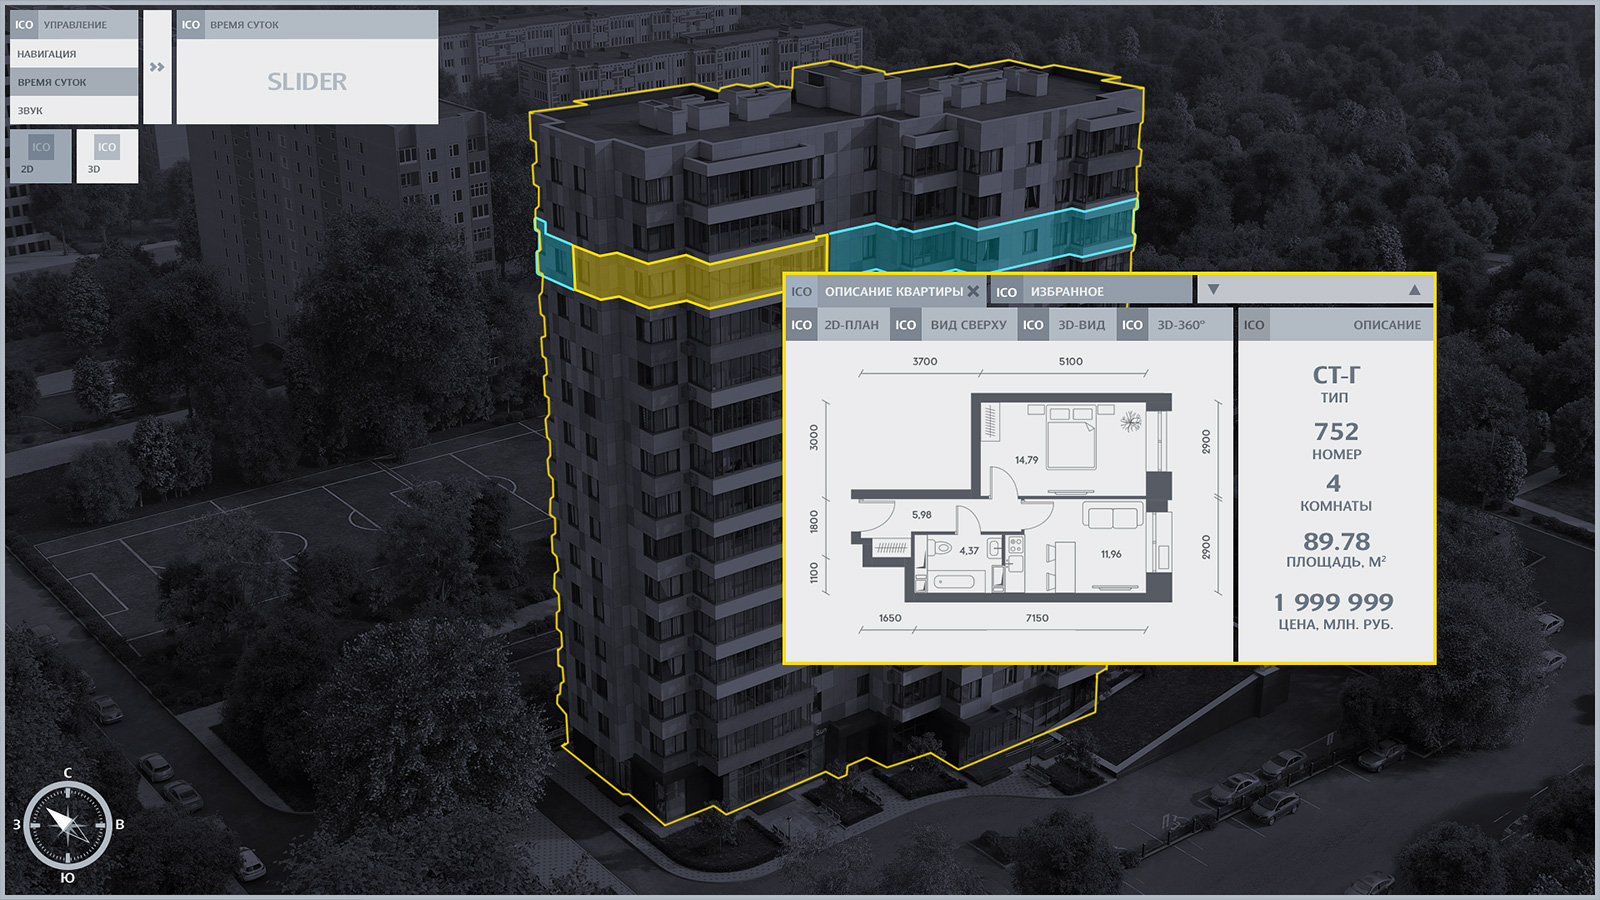 ICO УПРАВЛЕНИЕ
НАВИГАЦИЯ
ВРЕМЯ СУТОК
ЗВУК
ICO ВРЕМЯ СУТОК
SLIDER
ICO
2D
ICO
3D
ICO ОПИСАНИЕ КВАРТИРЫ
ICO ИЗБРАННОЕ
ICO 2D-ПЛАН
ICO ВИД СВЕРХУ
ICO 3D-ВИД
ICO 3D-360°
ICO ОПИСАНИЕ
3700 5100
3000
1800
1100
2900
2900
14,79
5,98
4,37
11,96
1650 7150
СТ-Г
ТИП
752
НОМЕР
4
КОМНАТЫ
89.78
ПЛОЩАДЬ, М²
1 999 999
ЦЕНА, МЛН. РУБ.
С
З В
Ю